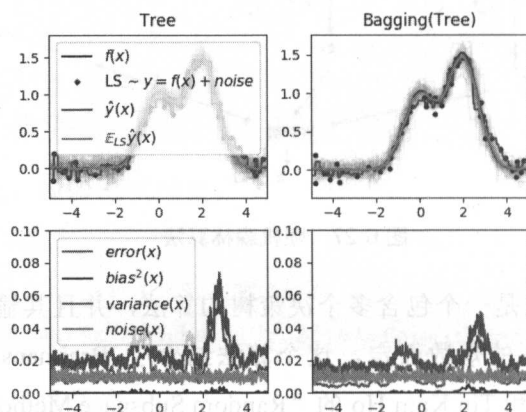 Tree
Bagging(Tree)
1.5
1.0
0.5
0.0
f(x)
LS ~ y = f(x) + noise
ŷ(x)
𝔼LS ŷ(x)
1.5
1.0
0.5
0.0
−4 −2 0 2 4
−4 −2 0 2 4
0.10
0.08
0.06
0.04
0.02
0.00
error(x)
bias²(x)
variance(x)
noise(x)
0.10
0.08
0.06
0.04
0.02
0.00
−4 −2 0 2 4
−4 −2 0 2 4